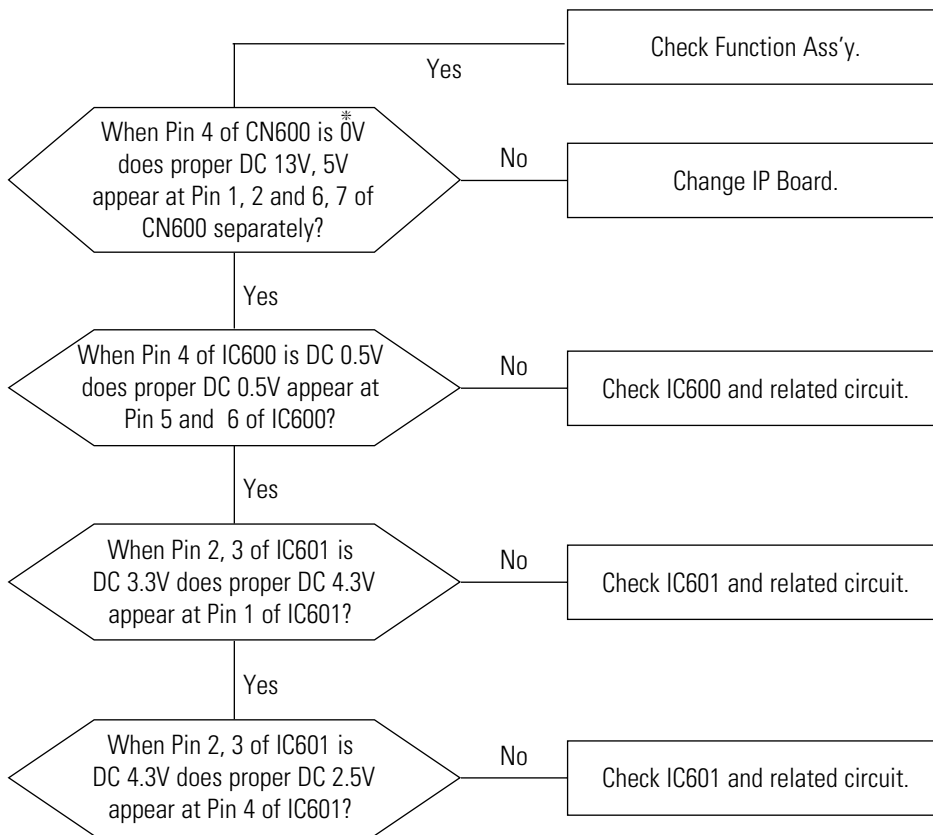 Check Function Ass'y.
Yes
When Pin 4 of CN600 is 0V
※
does proper DC 13V, 5V
appear at Pin 1, 2 and 6, 7 of
CN600 separately?
No
Change IP Board.
Yes
When Pin 4 of IC600 is DC 0.5V
does proper DC 0.5V appear at
Pin 5 and 6 of IC600?
No
Check IC600 and related circuit.
Yes
When Pin 2, 3 of IC601 is
DC 3.3V does proper DC 4.3V
appear at Pin 1 of IC601?
No
Check IC601 and related circuit.
Yes
When Pin 2, 3 of IC601 is
DC 4.3V does proper DC 2.5V
appear at Pin 4 of IC601?
No
Check IC601 and related circuit.